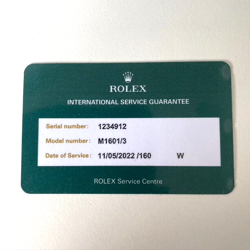 ROLEX
INTERNATIONAL SERVICE GUARANTEE
Serial number: 1234912
Model number: M1601/3
Date of Service: 11/05/2022 /160 W
ROLEX Service Centre